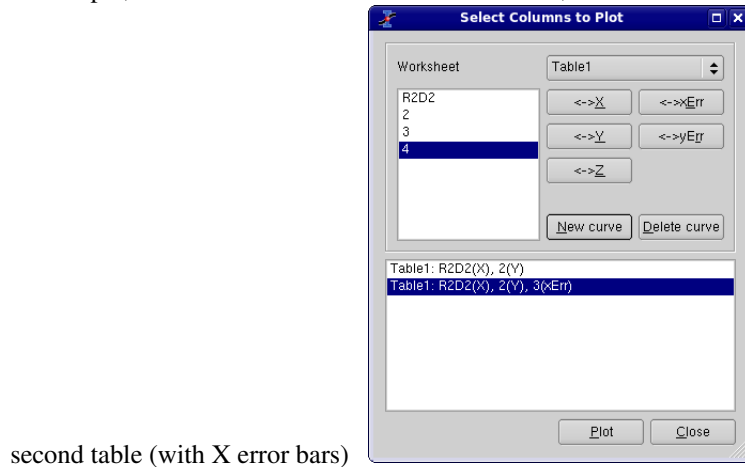 Select Columns to Plot
Worksheet
Table1
R2D2
2
3
4
<->X
<->xErr
<->Y
<->yErr
<->Z
New curve
Delete curve
Table1: R2D2(X), 2(Y)
Table1: R2D2(X), 2(Y), 3(xErr)
Plot
Close
second table (with X error bars)